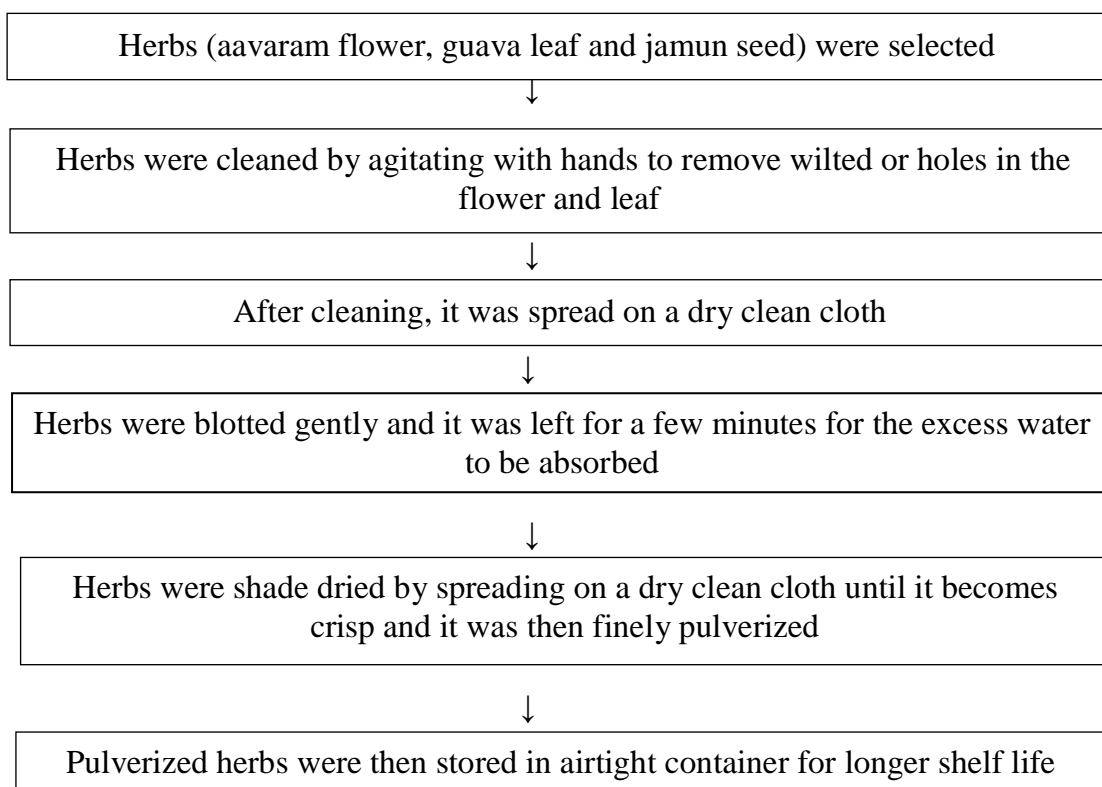 Herbs (aavaram flower, guava leaf and jamun seed) were selected
↓
Herbs were cleaned by agitating with hands to remove wilted or holes in the
flower and leaf
↓
After cleaning, it was spread on a dry clean cloth
↓
Herbs were blotted gently and it was left for a few minutes for the excess water
to be absorbed
↓
Herbs were shade dried by spreading on a dry clean cloth until it becomes
crisp and it was then finely pulverized
↓
Pulverized herbs were then stored in airtight container for longer shelf life